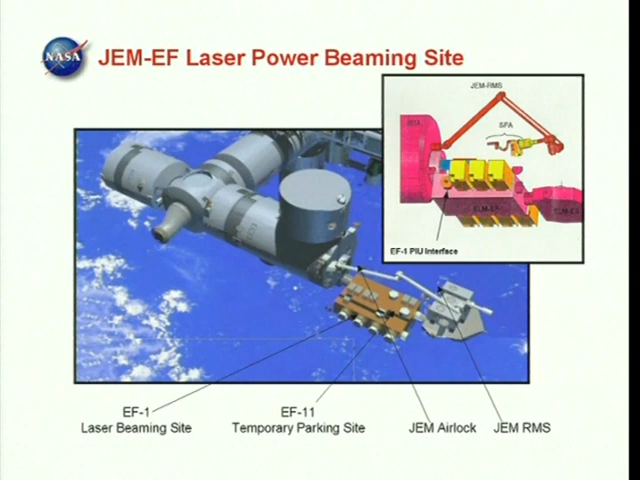 NASA
JEM-EF Laser Power Beaming Site
JEM-RMS
SFA
EF-1 PIU Interface
EF-1
Laser Beaming Site
EF-11
Temporary Parking Site
JEM Airlock
JEM RMS